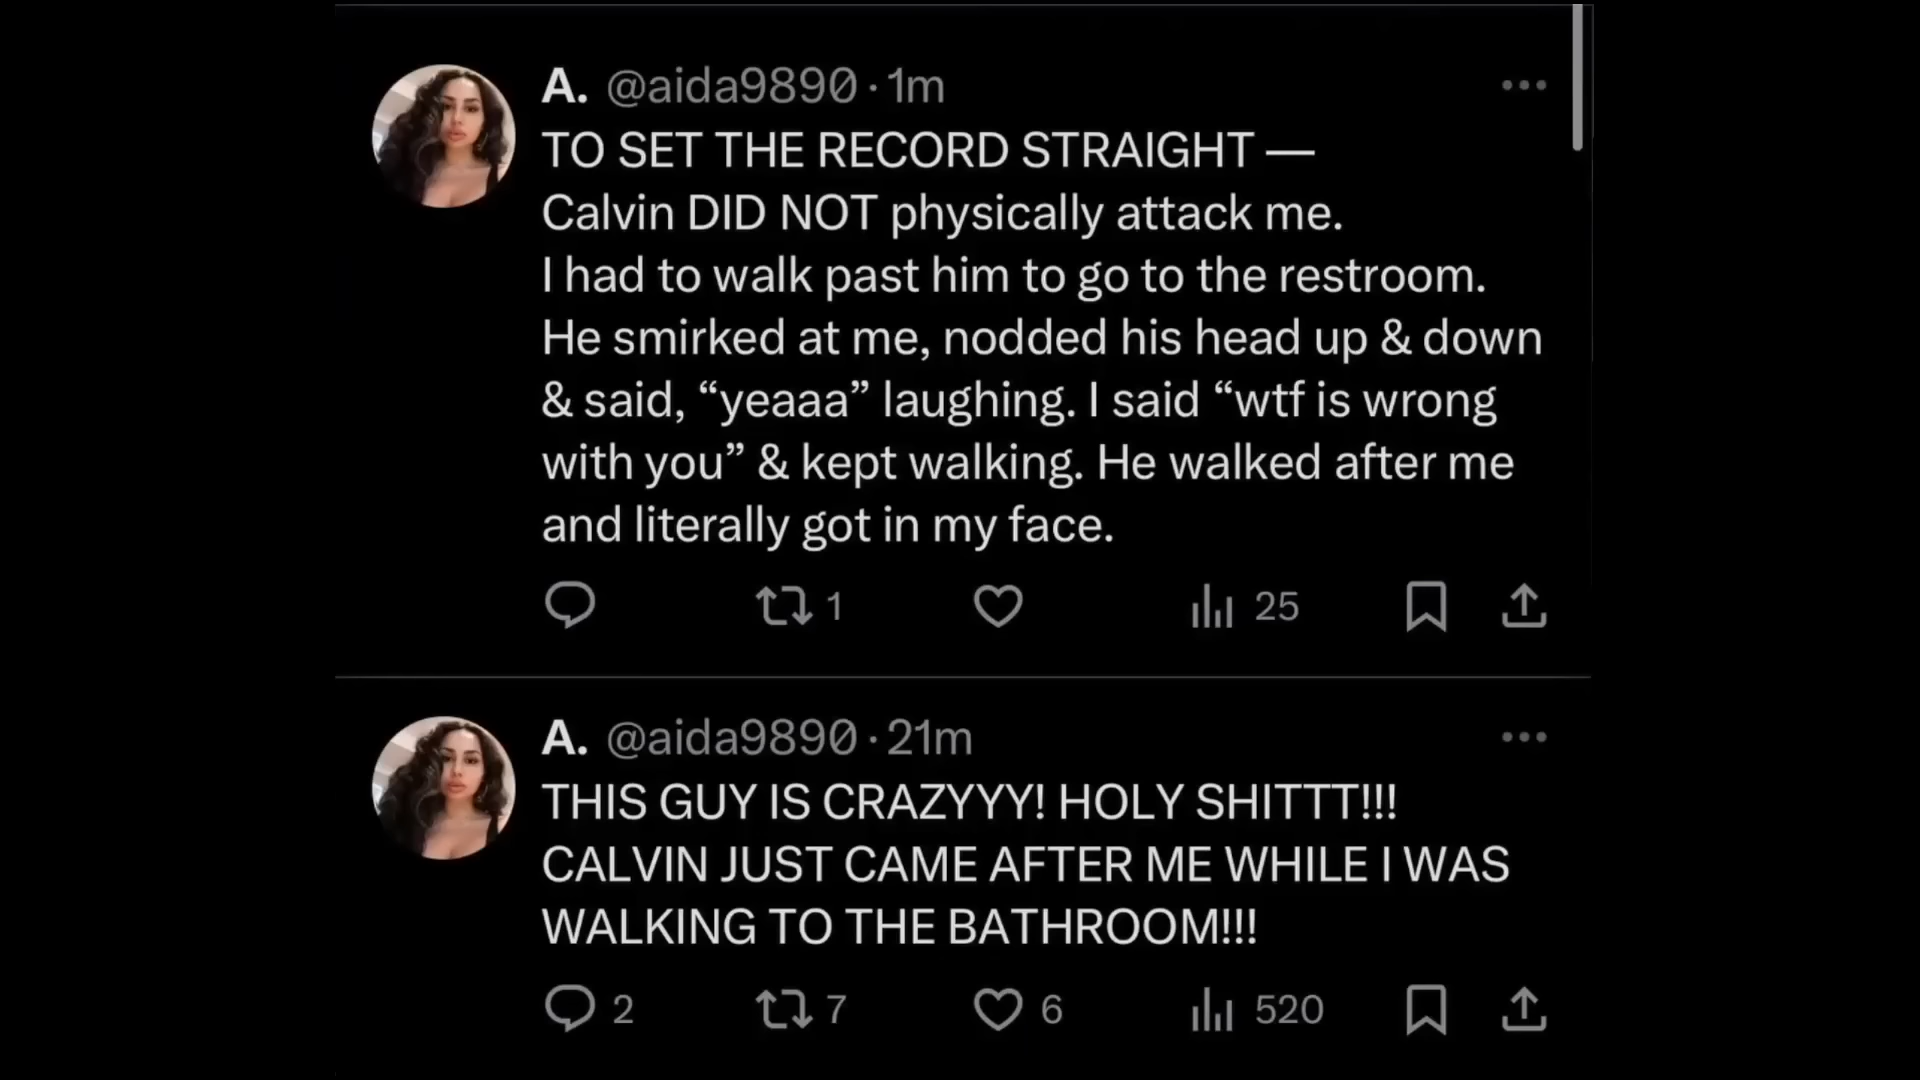 A. @aida9890 · 1m
TO SET THE RECORD STRAIGHT —
Calvin DID NOT physically attack me.
I had to walk past him to go to the restroom.
He smirked at me, nodded his head up & down
& said, “yeaaa” laughing. I said “wtf is wrong
with you” & kept walking. He walked after me
and literally got in my face.
1 25
A. @aida9890 · 21m
THIS GUY IS CRAZYYY! HOLY SHITTT!!!
CALVIN JUST CAME AFTER ME WHILE I WAS
WALKING TO THE BATHROOM!!!
2 7 6 520